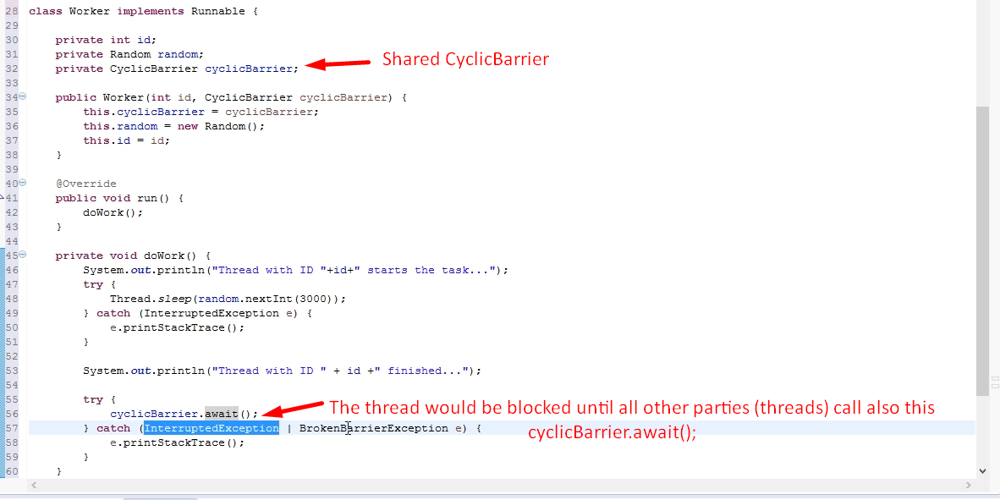 28 class Worker implements Runnable {
29
30 private int id;
31 private Random random;
32 private CyclicBarrier cyclicBarrier; Shared CyclicBarrier
33
34 public Worker(int id, CyclicBarrier cyclicBarrier) {
35 this.cyclicBarrier = cyclicBarrier;
36 this.random = new Random();
37 this.id = id;
38 }
39
40 @Override
41 public void run() {
42 doWork();
43 }
44
45 private void doWork() {
46 System.out.println("Thread with ID "+id+" starts the task...");
47 try {
48 Thread.sleep(random.nextInt(3000));
49 } catch (InterruptedException e) {
50 e.printStackTrace();
51 }
52
53 System.out.println("Thread with ID " + id +" finished...");
54
55 try {
56 cyclicBarrier.await(); The thread would be blocked until all other parties (threads) call also this
57 } catch (InterruptedException | BrokenBarrierException e) { cyclicBarrier.await();
58 e.printStackTrace();
59 }
60 }